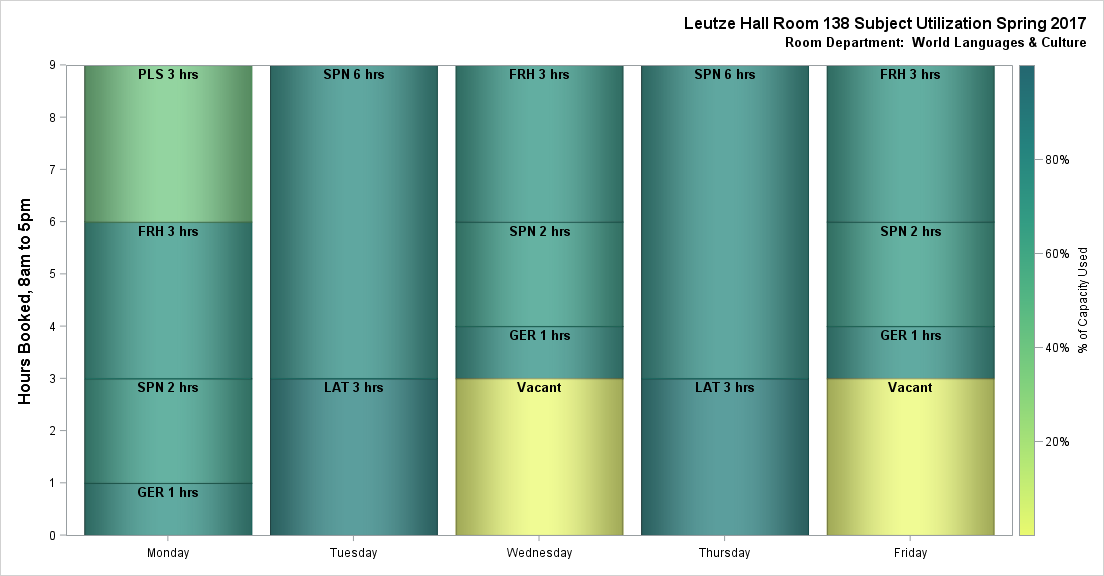 Leutze Hall Room 138 Subject Utilization Spring 2017
Room Department: World Languages & Culture
Hours Booked, 8am to 5pm
9
8
7
6
5
4
3
2
1
0
PLS 3 hrs
FRH 3 hrs
SPN 2 hrs
GER 1 hrs
SPN 6 hrs
LAT 3 hrs
FRH 3 hrs
SPN 2 hrs
GER 1 hrs
Vacant
SPN 6 hrs
LAT 3 hrs
FRH 3 hrs
SPN 2 hrs
GER 1 hrs
Vacant
Monday
Tuesday
Wednesday
Thursday
Friday
80%
60%
40%
20%
% of Capacity Used